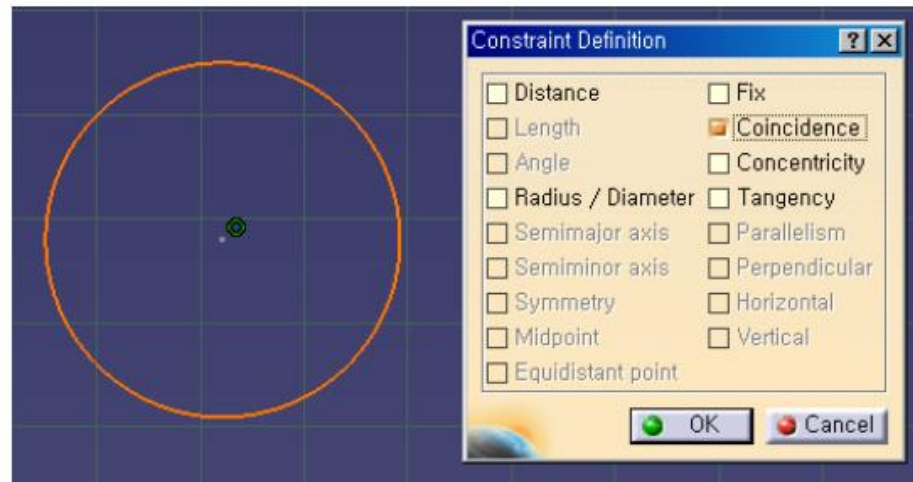 Constraint Definition
Distance
Fix
Length
Coincidence
Angle
Concentricity
Radius / Diameter
Tangency
Semimajor axis
Parallelism
Semiminor axis
Perpendicular
Symmetry
Horizontal
Midpoint
Vertical
Equidistant point
OK
Cancel